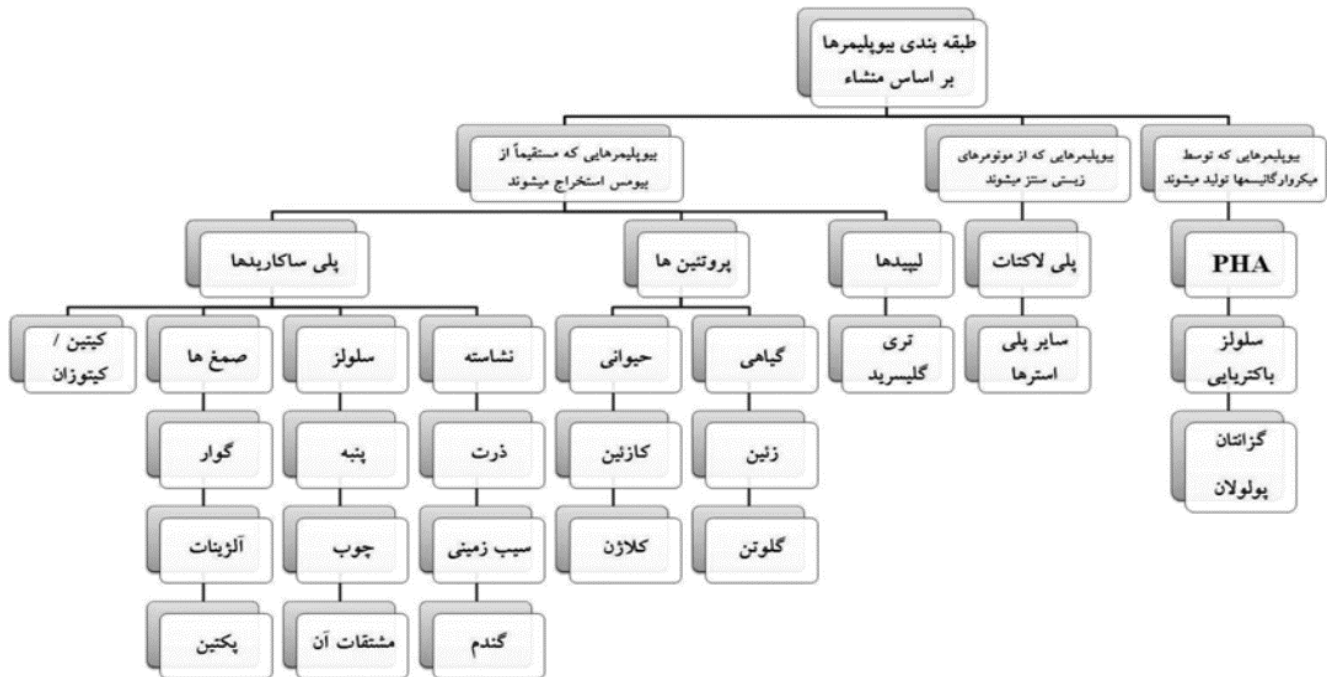 طبقه بندی بیوپلیمرها
بر اساس منشاء
بیوپلیمرهایی که توسط
میکروارگانیسمها تولید میشوند
بیوپلیمرهایی که از مونومرهای
زیستی سنتز میشوند
بیوپلیمرهایی که مستقیماً از
بیومس استخراج میشوند
PHA
پلی لاکتات
لیپیدها
پروتئین ها
پلی ساکاریدها
سلولز
باکتریایی
سایر پلی
استرها
تری
گلیسرید
گیاهی
حیوانی
نشاسته
سلولز
صمغ ها
کیتین /
کیتوزان
گزانتان
پولولان
زئین
کازئین
ذرت
پنبه
گوار
گلوتن
کلاژن
سیب زمینی
چوب
آلژینات
گندم
مشتقات آن
پکتین